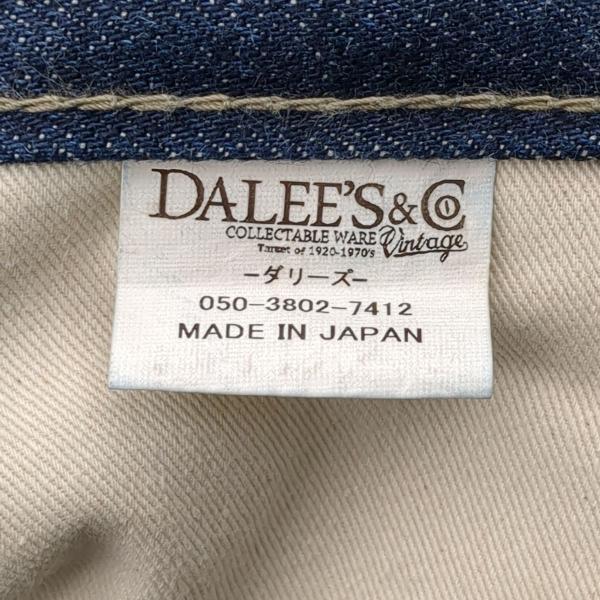 DALEE'S & Co
COLLECTABLE WARE Vintage
Target of 1920-1970's
-ダリーズ-
050-3802-7412
MADE IN JAPAN